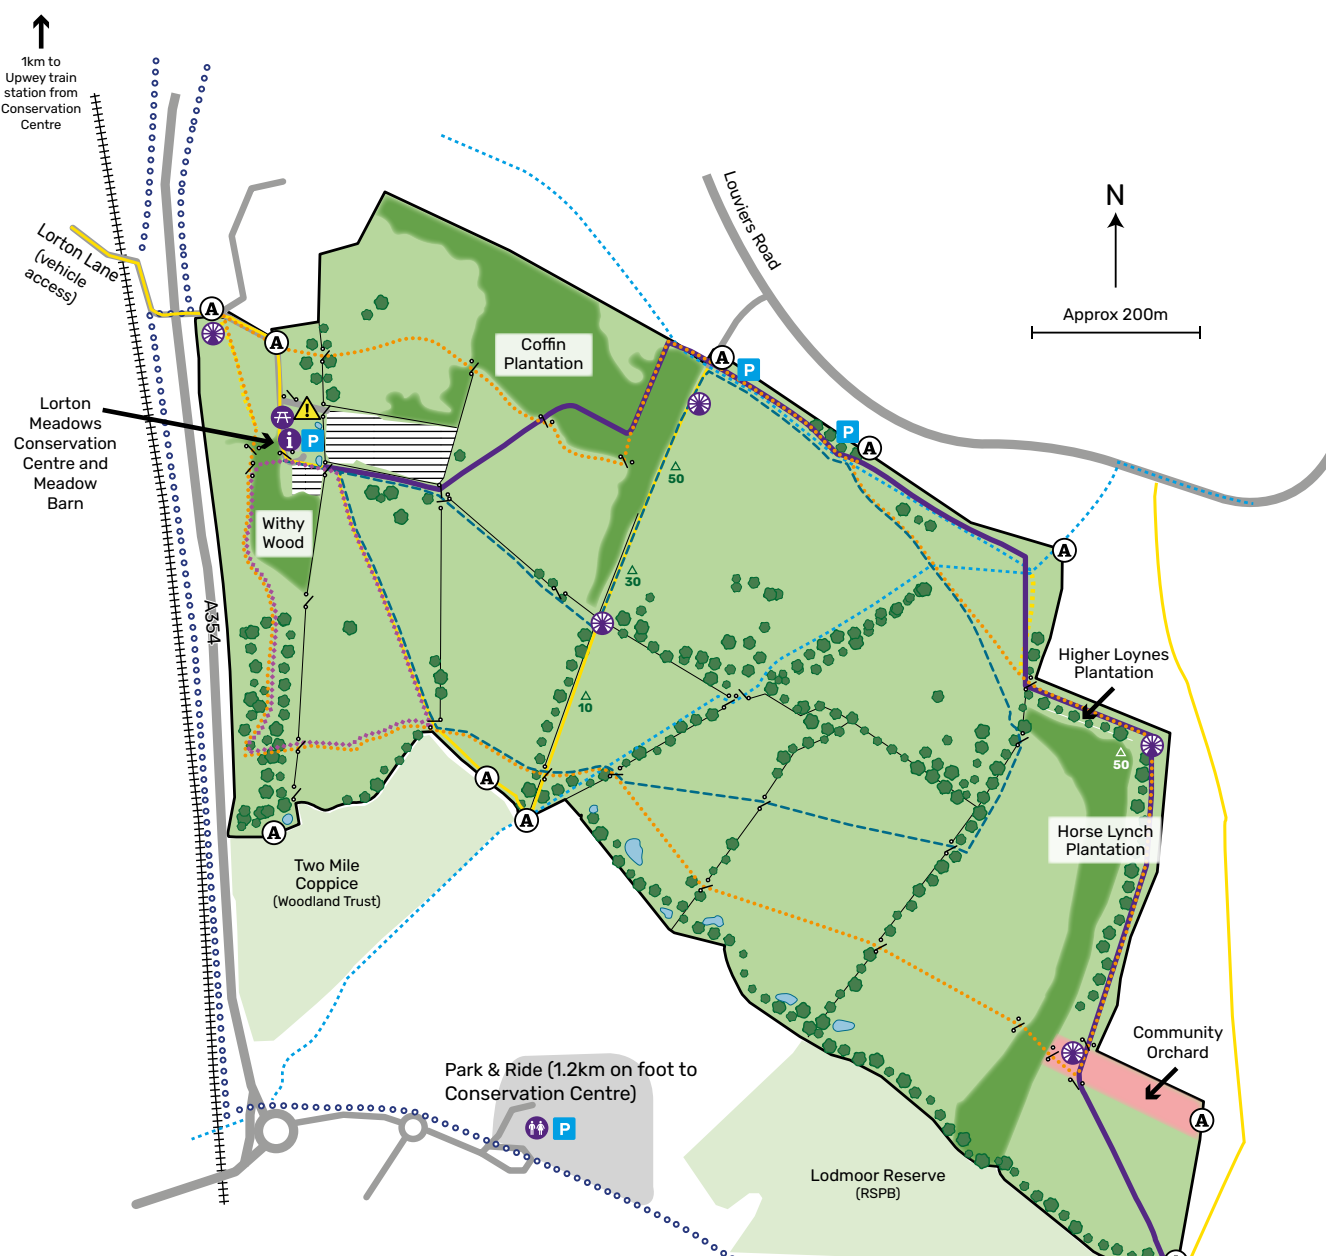 1km to
Upwey train
station from
Conservation
Centre
Lorton Lane
(vehicle
access)
Louviers Road
N
Approx 200m
A
A
Coffin
Plantation
A
P
P
A
Lorton
Meadows
Conservation
Centre and
Meadow
Barn
!
i
P
50
Withy
Wood
A
30
A354
Higher Loynes
Plantation
10
50
A
A
A
Horse Lynch
Plantation
Two Mile
Coppice
(Woodland Trust)
Community
Orchard
A
Park & Ride (1.2km on foot to
Conservation Centre)
P
Lodmoor Reserve
(RSPB)